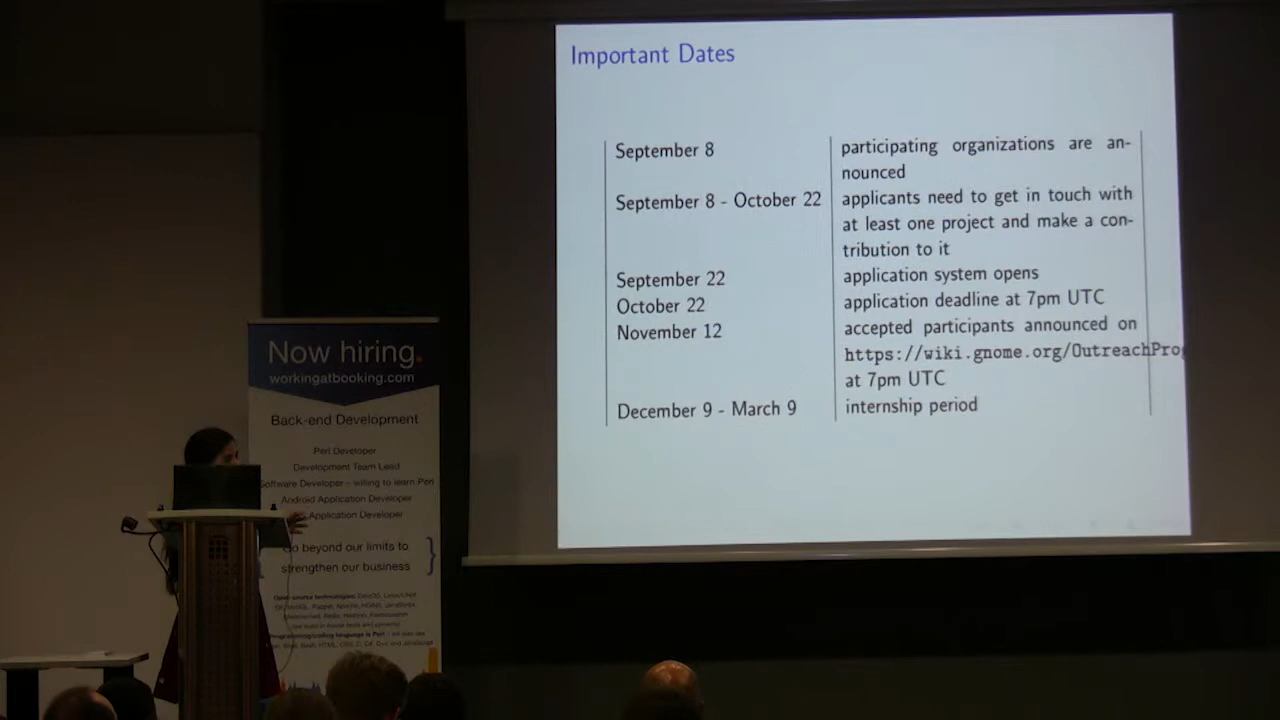 Important Dates
September 8
participating organizations are an-
nounced
September 8 - October 22
applicants need to get in touch with
at least one project and make a con-
tribution to it
September 22
application system opens
October 22
application deadline at 7pm UTC
November 12
accepted participants announced on
https://wiki.gnome.org/OutreachPro
at 7pm UTC
December 9 - March 9
internship period
Now hiring.
workingatbooking.com
Back-end Development
Perl Developer
Development Team Lead
Software Developer – willing to learn Perl
Android Application Developer
Application Developer
Go beyond our limits to
strengthen our business }